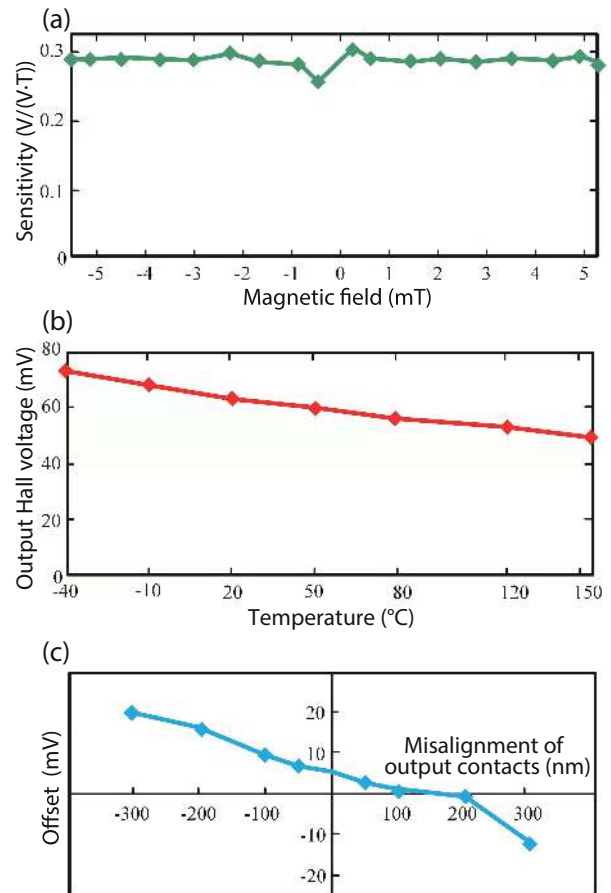 (a)
0.3
0.2
0.1
0
Sensitivity (V/(V·T))
-5 -4 -3 -2 -1 0 1 2 3 4 5
Magnetic field (mT)
(b)
80
60
40
20
0
Output Hall voltage (mV)
-40 -10 20 50 80 120 150
Temperature (°C)
(c)
20
10
Misalignment of
output contacts (nm)
Offset (mV)
-300 -200 -100 100 200 300
-10
-20